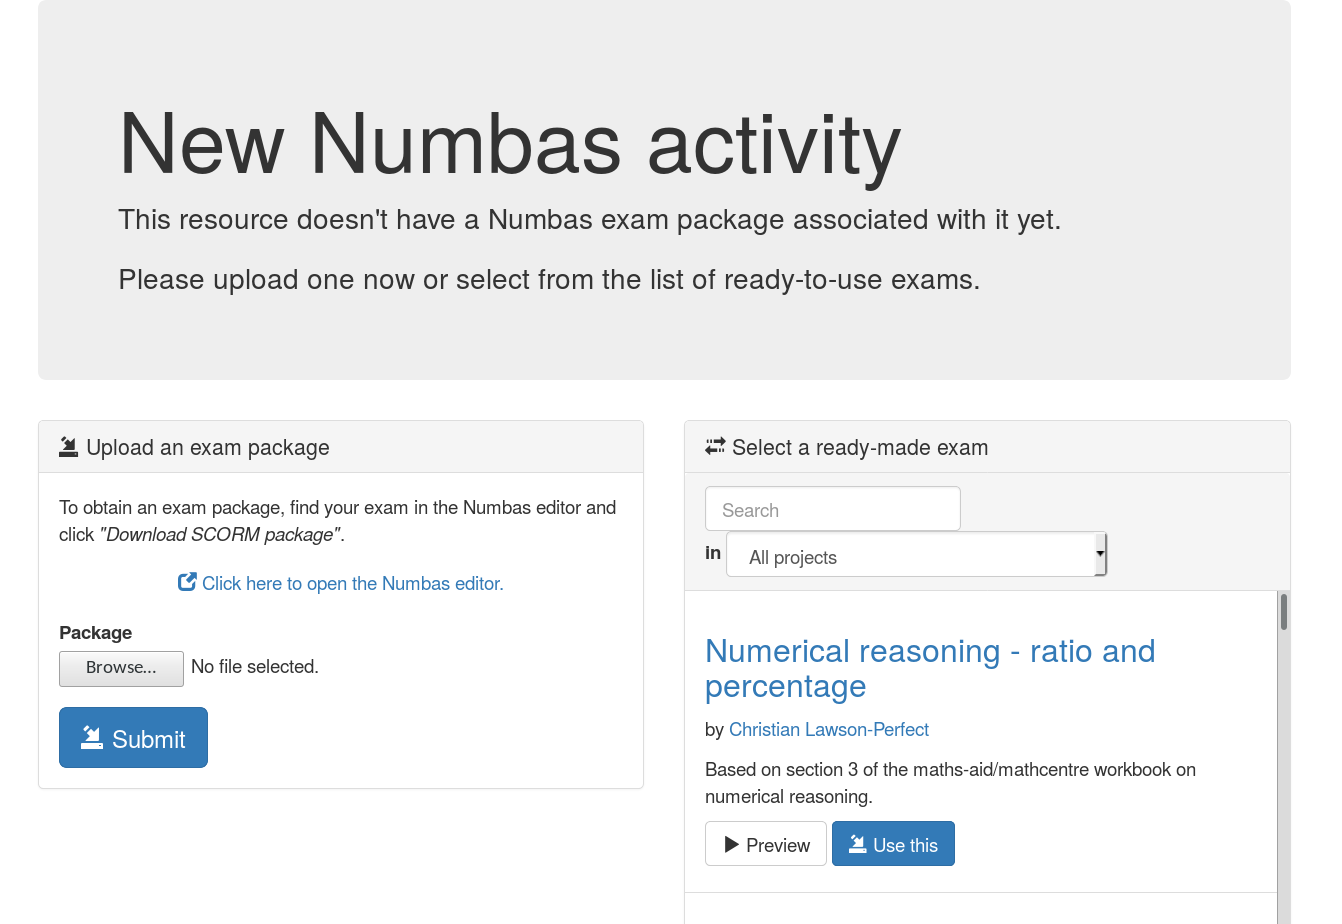 New Numbas activity
This resource doesn't have a Numbas exam package associated with it yet.
Please upload one now or select from the list of ready-to-use exams.
Upload an exam package
To obtain an exam package, find your exam in the Numbas editor and
click "Download SCORM package".
Click here to open the Numbas editor.
Package
Browse... No file selected.
Submit
Select a ready-made exam
Search
in All projects
Numerical reasoning - ratio and
percentage
by Christian Lawson-Perfect
Based on section 3 of the maths-aid/mathcentre workbook on
numerical reasoning.
Preview Use this